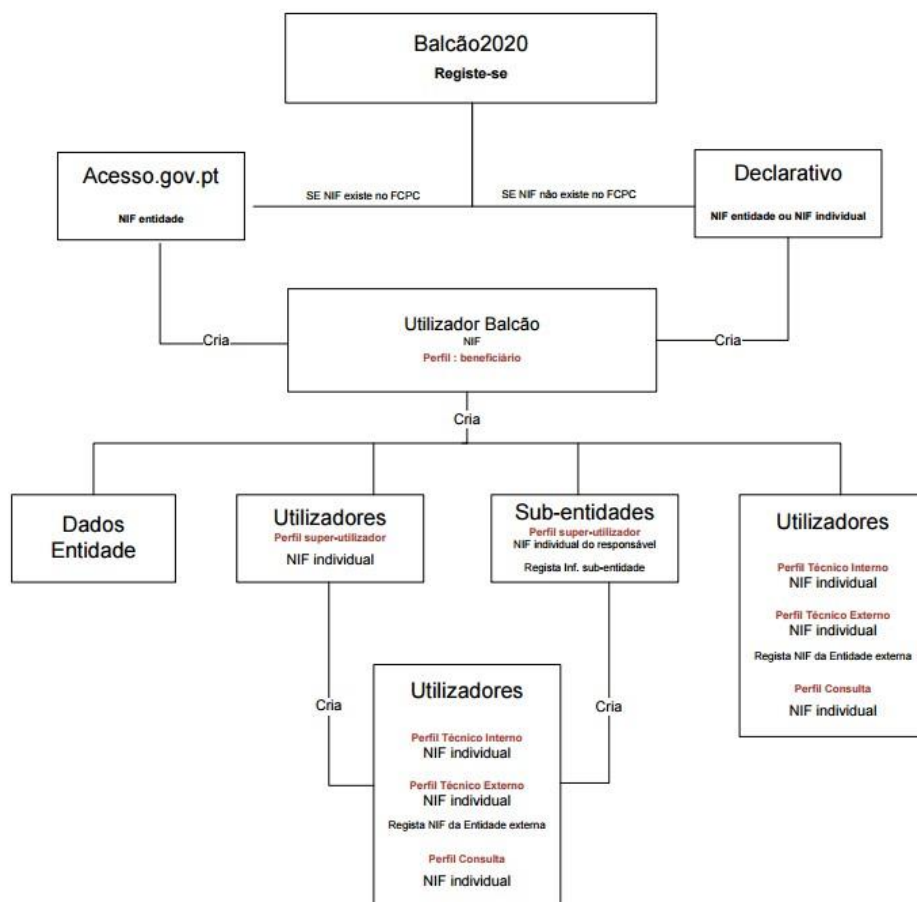 Balcão2020
Registe-se
Acesso.gov.pt
NIF entidade
SE NIF existe no FCPC
SE NIF não existe no FCPC
Declarativo
NIF entidade ou NIF individual
Cria
Utilizador Balcão
NIF
Perfil : beneficiário
Cria
Cria
Dados
Entidade
Utilizadores
Perfil super-utilizador
NIF individual
Sub-entidades
Perfil super-utilizador
NIF individual do responsável
Regista Inf. sub-entidade
Utilizadores
Perfil Técnico Interno
NIF individual
Perfil Técnico Externo
NIF individual
Regista NIF da Entidade externa
Perfil Consulta
NIF individual
Cria
Cria
Utilizadores
Perfil Técnico Interno
NIF individual
Perfil Técnico Externo
NIF individual
Regista NIF da Entidade externa
Perfil Consulta
NIF individual